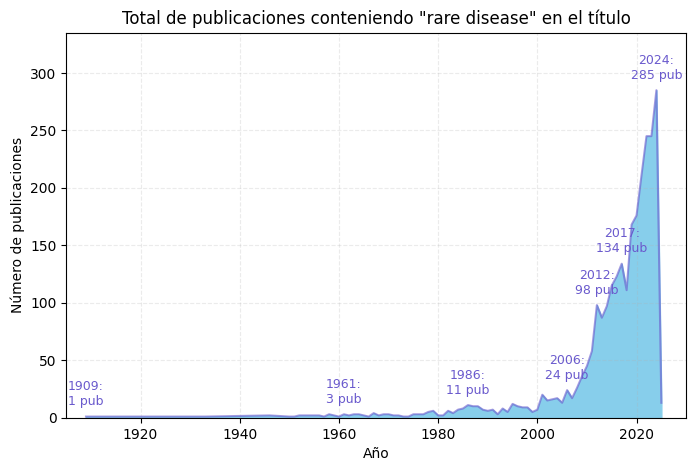 Total de publicaciones conteniendo "rare disease" en el título
Número de publicaciones
300
250
200
150
100
50
0
2024:
285 pub
2017:
134 pub
2012:
98 pub
2006:
24 pub
1986:
11 pub
1961:
3 pub
1909:
1 pub
1920
1940
1960
1980
2000
2020
Año